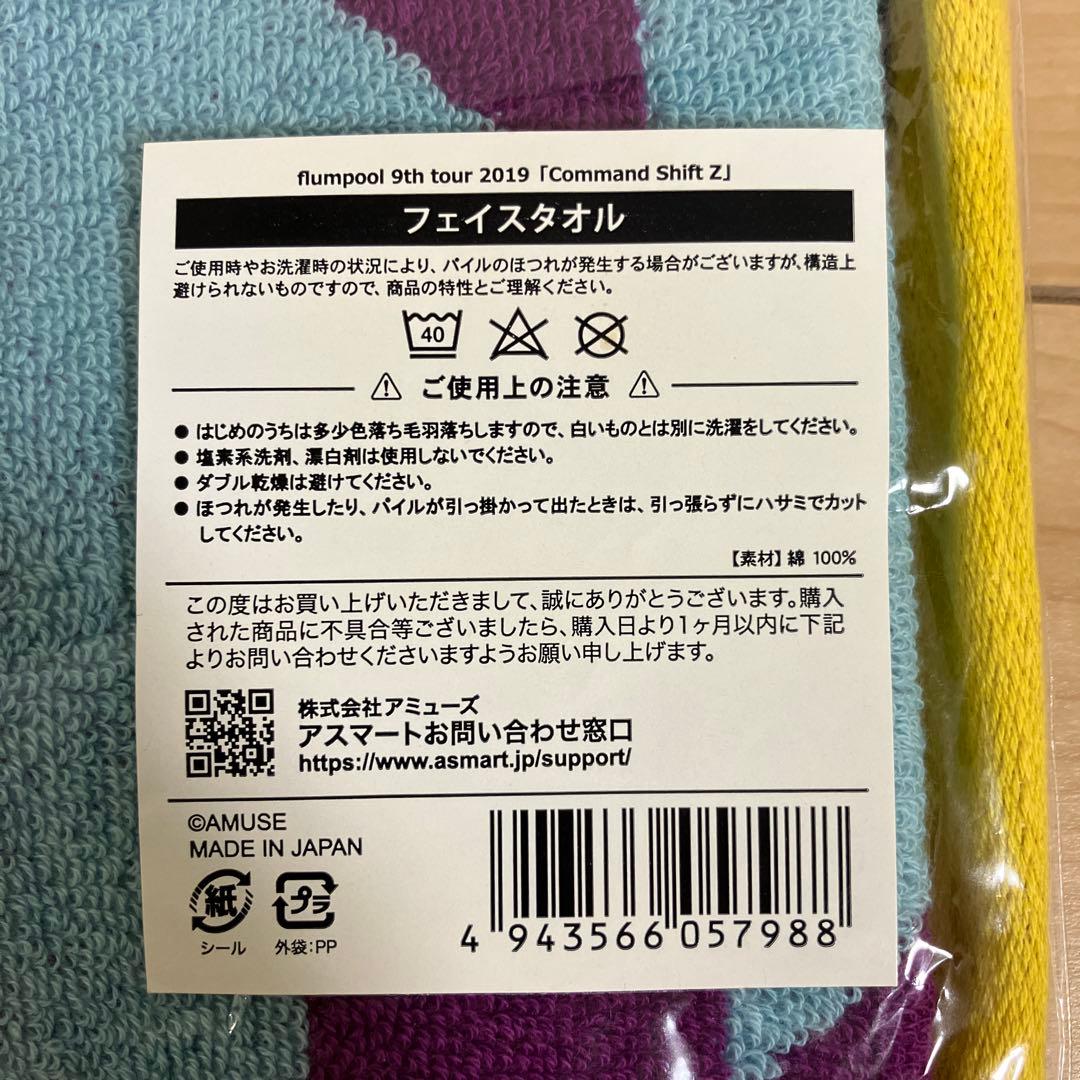 flumpool 9th tour 2019「Command Shift Z」
フェイスタオル
ご使用時やお洗濯時の状況により、パイルのほつれが発生する場合がございますが、構造上
避けられないものですので、商品の特性とご理解ください。
40
ご使用上の注意
● はじめのうちは多少色落ち毛羽落ちしますので、白いものとは別に洗濯をしてください。
● 塩素系洗剤、漂白剤は使用しないでください。
● ダブル乾燥は避けてください。
● ほつれが発生したり、パイルが引っ掛かって出たときは、引っ張らずにハサミでカット
してください。
【素材】綿 100%
この度はお買い上げいただきまして、誠にありがとうございます。購入
された商品に不具合等ございましたら、購入日より1ヶ月以内に下記
よりお問い合わせくださいますようお願い申し上げます。
株式会社アミューズ
アスマートお問い合わせ窓口
https://www.asmart.jp/support/
©AMUSE
MADE IN JAPAN
紙 プラ
シール 外袋:PP
4 943566 057988